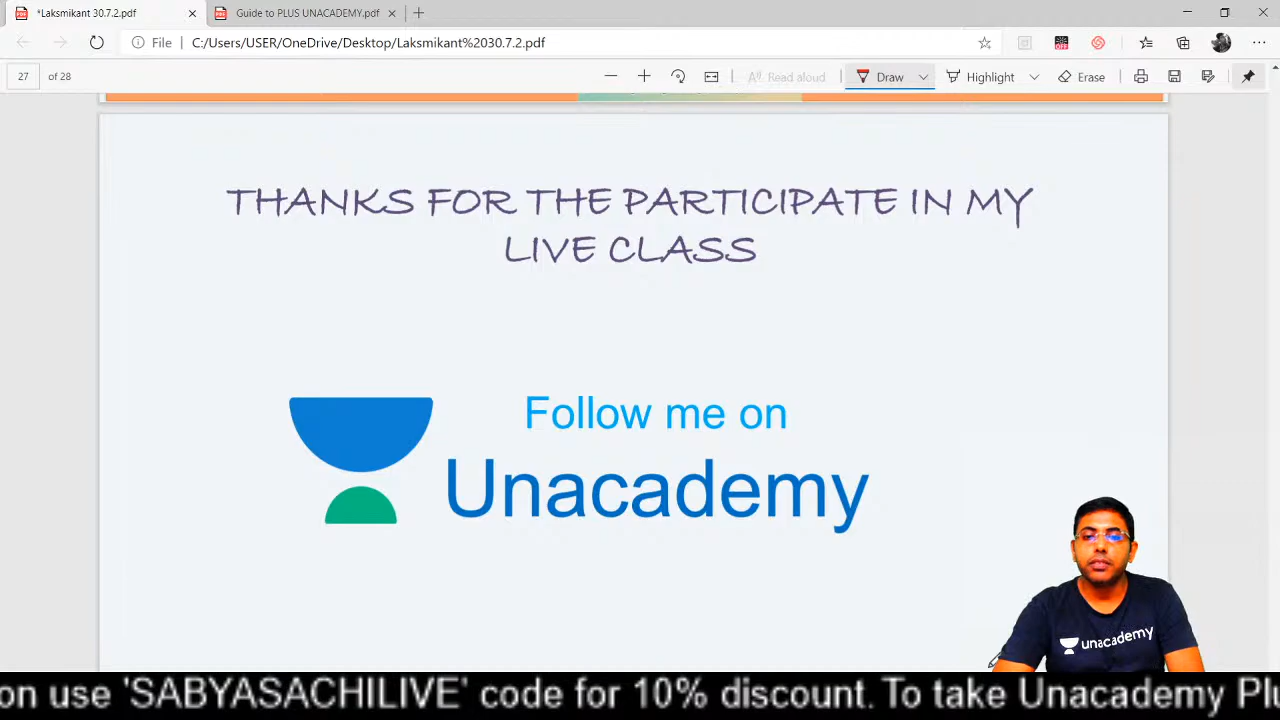 *Laksmikant 30.7.2.pdf
Guide to PLUS UNACADEMY.pdf
File
C:/Users/USER/OneDrive/Desktop/Laksmikant%2030.7.2.pdf
OFF
27 of 28
Read aloud
Draw
Highlight
Erase
THANKS FOR THE PARTICIPATE IN MY
LIVE CLASS
Follow me on
Unacademy
unacademy
on use 'SABYASACHILIVE' code for 10% discount. To take Unacademy Pl